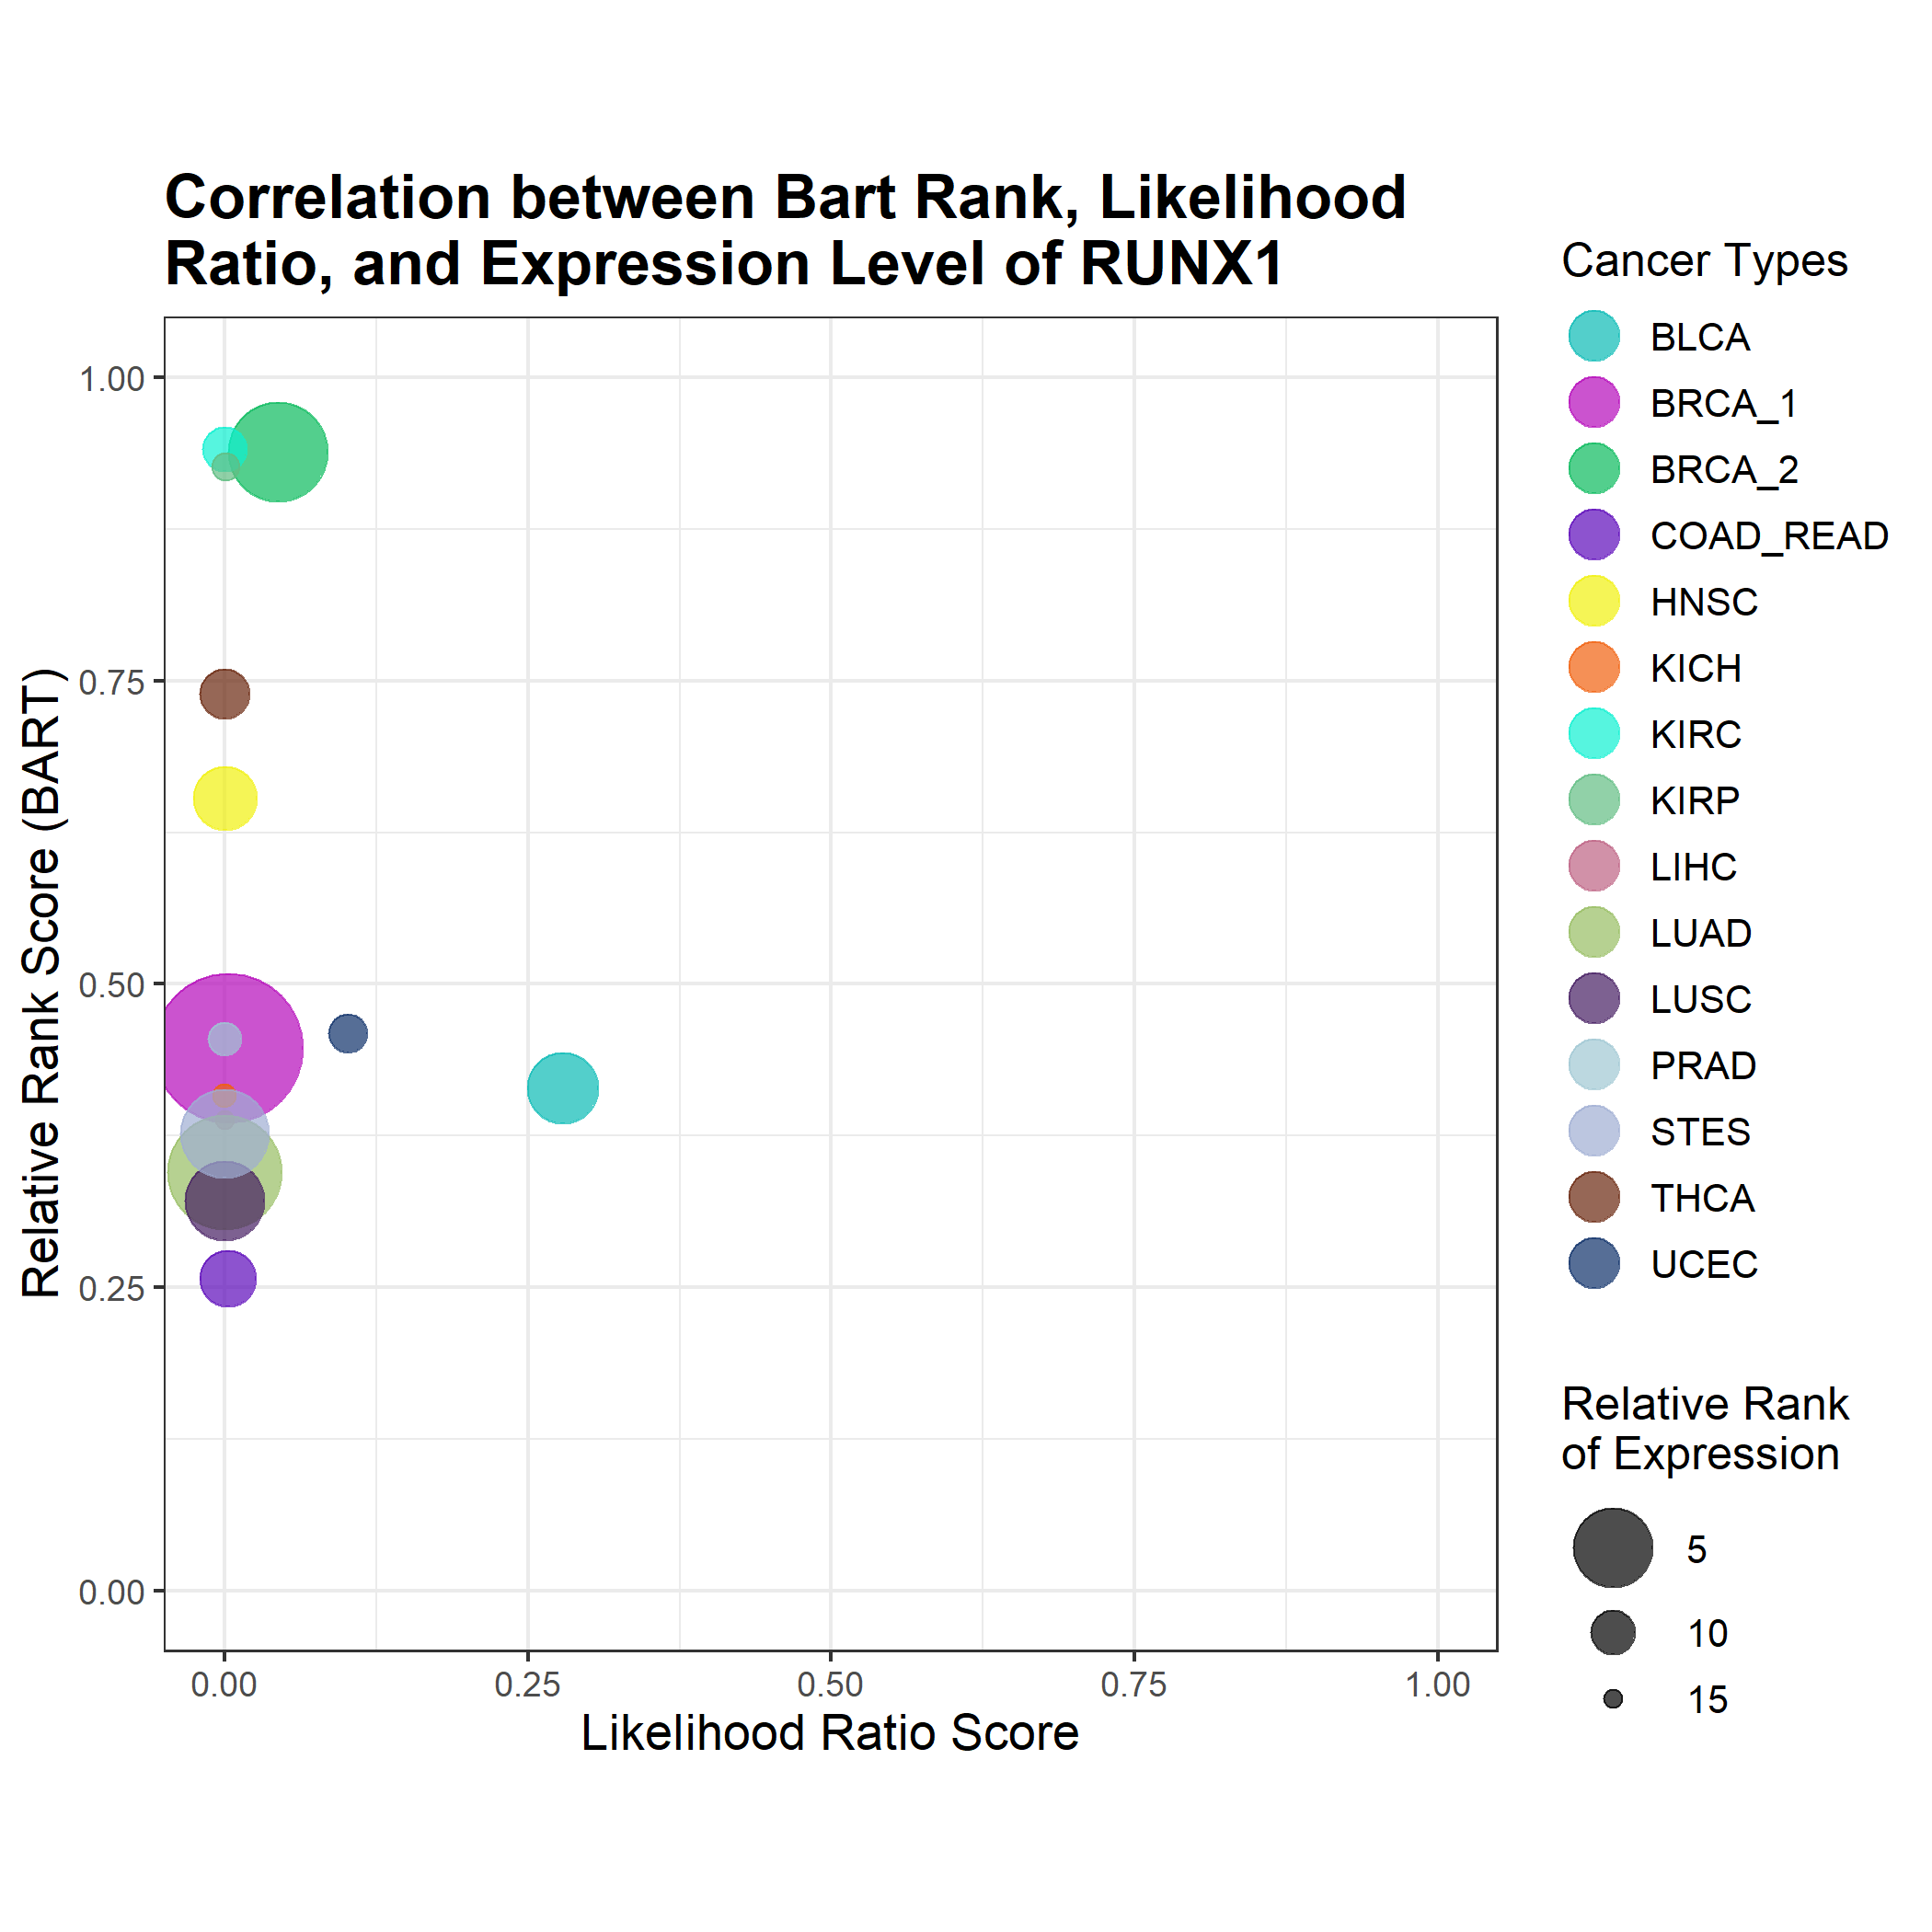 Correlation between Bart Rank, Likelihood
Ratio, and Expression Level of RUNX1
Relative Rank Score (BART)
1.00
0.75
0.50
0.25
0.00
0.00
0.25
0.50
0.75
1.00
Likelihood Ratio Score
Cancer Types
BLCA
BRCA_1
BRCA_2
COAD_READ
HNSC
KICH
KIRC
KIRP
LIHC
LUAD
LUSC
PRAD
STES
THCA
UCEC
Relative Rank
of Expression
5
10
15